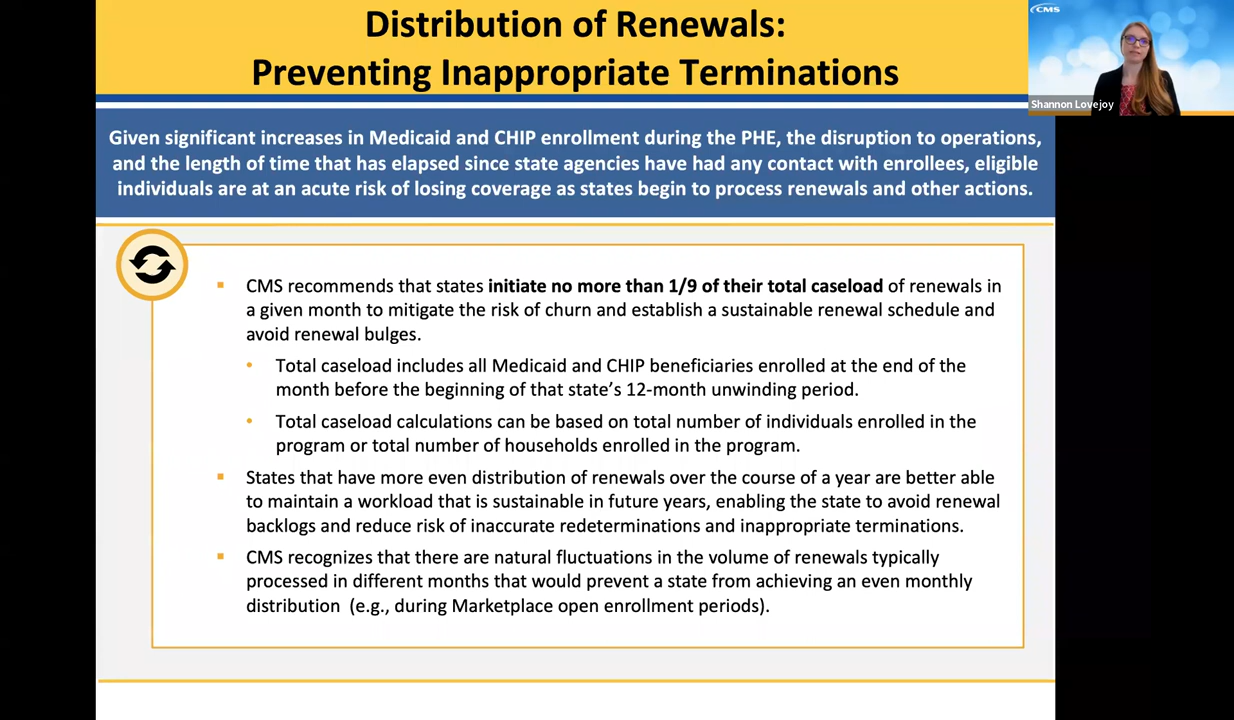 Distribution of Renewals:
Preventing Inappropriate Terminations
CMS
Shannon Lovejoy
Given significant increases in Medicaid and CHIP enrollment during the PHE, the disruption to operations,
and the length of time that has elapsed since state agencies have had any contact with enrollees, eligible
individuals are at an acute risk of losing coverage as states begin to process renewals and other actions.
▪ CMS recommends that states initiate no more than 1/9 of their total caseload of renewals in
a given month to mitigate the risk of churn and establish a sustainable renewal schedule and
avoid renewal bulges.
• Total caseload includes all Medicaid and CHIP beneficiaries enrolled at the end of the
month before the beginning of that state's 12-month unwinding period.
• Total caseload calculations can be based on total number of individuals enrolled in the
program or total number of households enrolled in the program.
▪ States that have more even distribution of renewals over the course of a year are better able
to maintain a workload that is sustainable in future years, enabling the state to avoid renewal
backlogs and reduce risk of inaccurate redeterminations and inappropriate terminations.
▪ CMS recognizes that there are natural fluctuations in the volume of renewals typically
processed in different months that would prevent a state from achieving an even monthly
distribution (e.g., during Marketplace open enrollment periods).